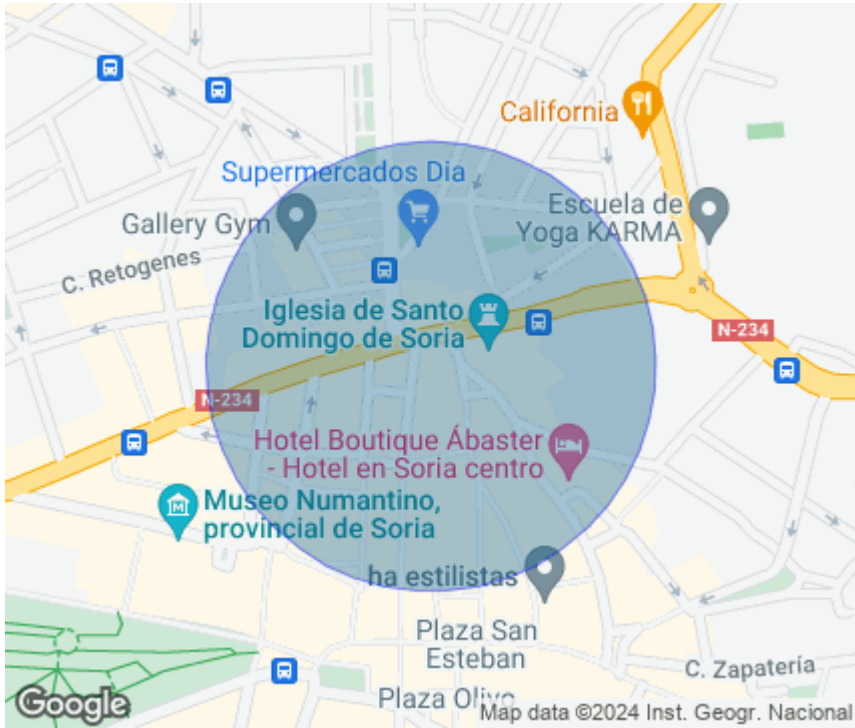 California
Supermercados Dia
Escuela de
Yoga KARMA
Gallery Gym
C. Retogenes
Iglesia de Santo
Domingo de Soria
N-234
N-234
Hotel Boutique Ábaster
- Hotel en Soria centro
Museo Numantino,
provincial de Soria
ha estilistas
Plaza San
Esteban
C. Zapatería
Plaza Olivo
Google
Map data ©2024 Inst. Geogr. Nacional